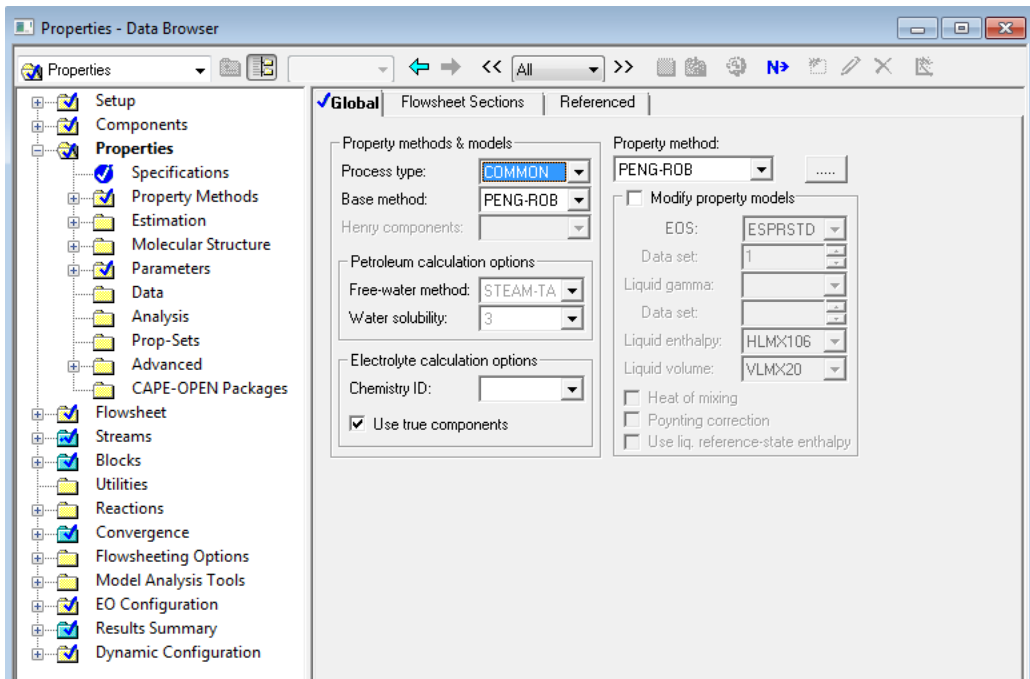 Properties - Data Browser
Properties
<< All >>
N>
Setup
Components
Properties
Specifications
Property Methods
Estimation
Molecular Structure
Parameters
Data
Analysis
Prop-Sets
Advanced
CAPE-OPEN Packages
Flowsheet
Streams
Blocks
Utilities
Reactions
Convergence
Flowsheeting Options
Model Analysis Tools
EO Configuration
Results Summary
Dynamic Configuration
Global Flowsheet Sections Referenced
Property methods & models
Process type: COMMON
Base method: PENG-ROB
Henry components:
Petroleum calculation options
Free-water method: STEAM-TA
Water solubility: 3
Electrolyte calculation options
Chemistry ID:
Use true components
Property method:
PENG-ROB .....
Modify property models
EOS: ESPRSTD
Data set: 1
Liquid gamma:
Data set:
Liquid enthalpy: HLMX106
Liquid volume: VLMX20
Heat of mixing
Poynting correction
Use liq. reference-state enthalpy